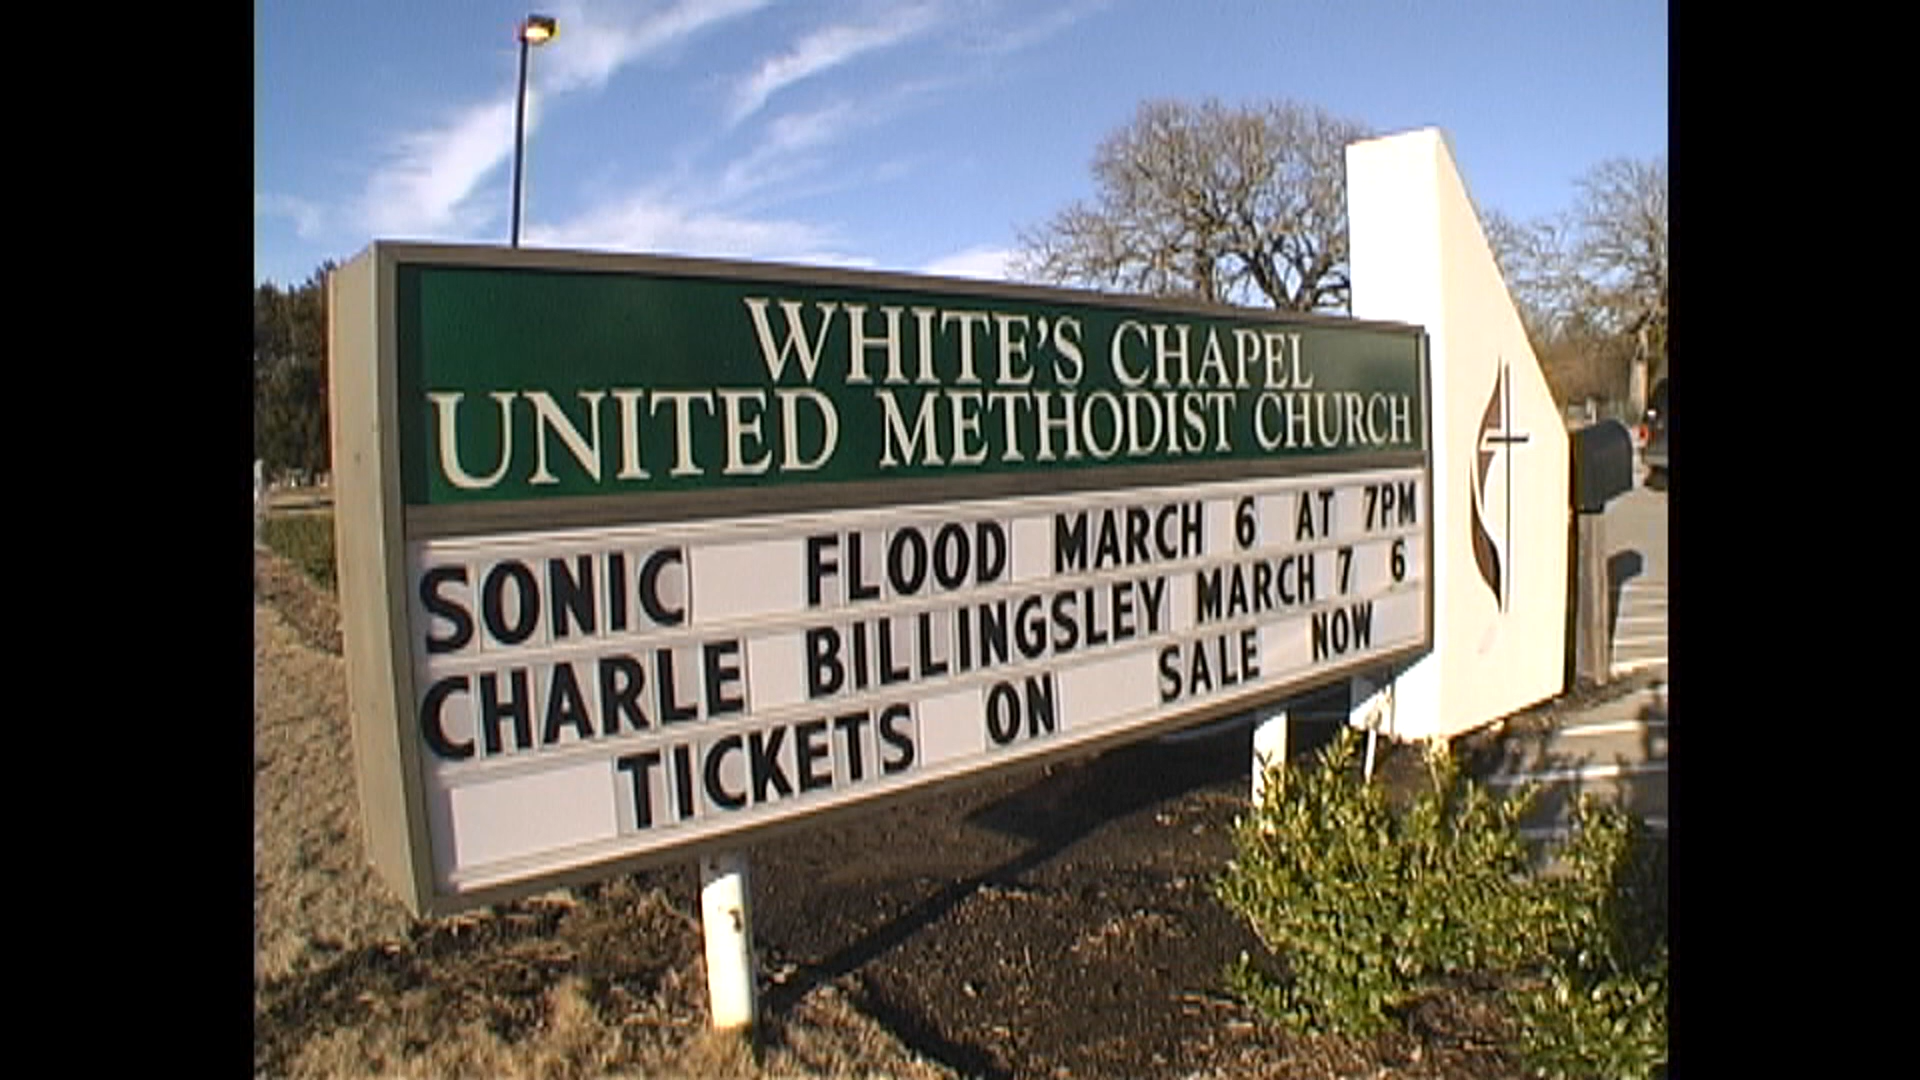 WHITE'S CHAPEL
UNITED METHODIST CHURCH
SONIC FLOOD MARCH 6 AT 7PM
CHARLE BILLINGSLEY MARCH 7 6
TICKETS ON SALE NOW